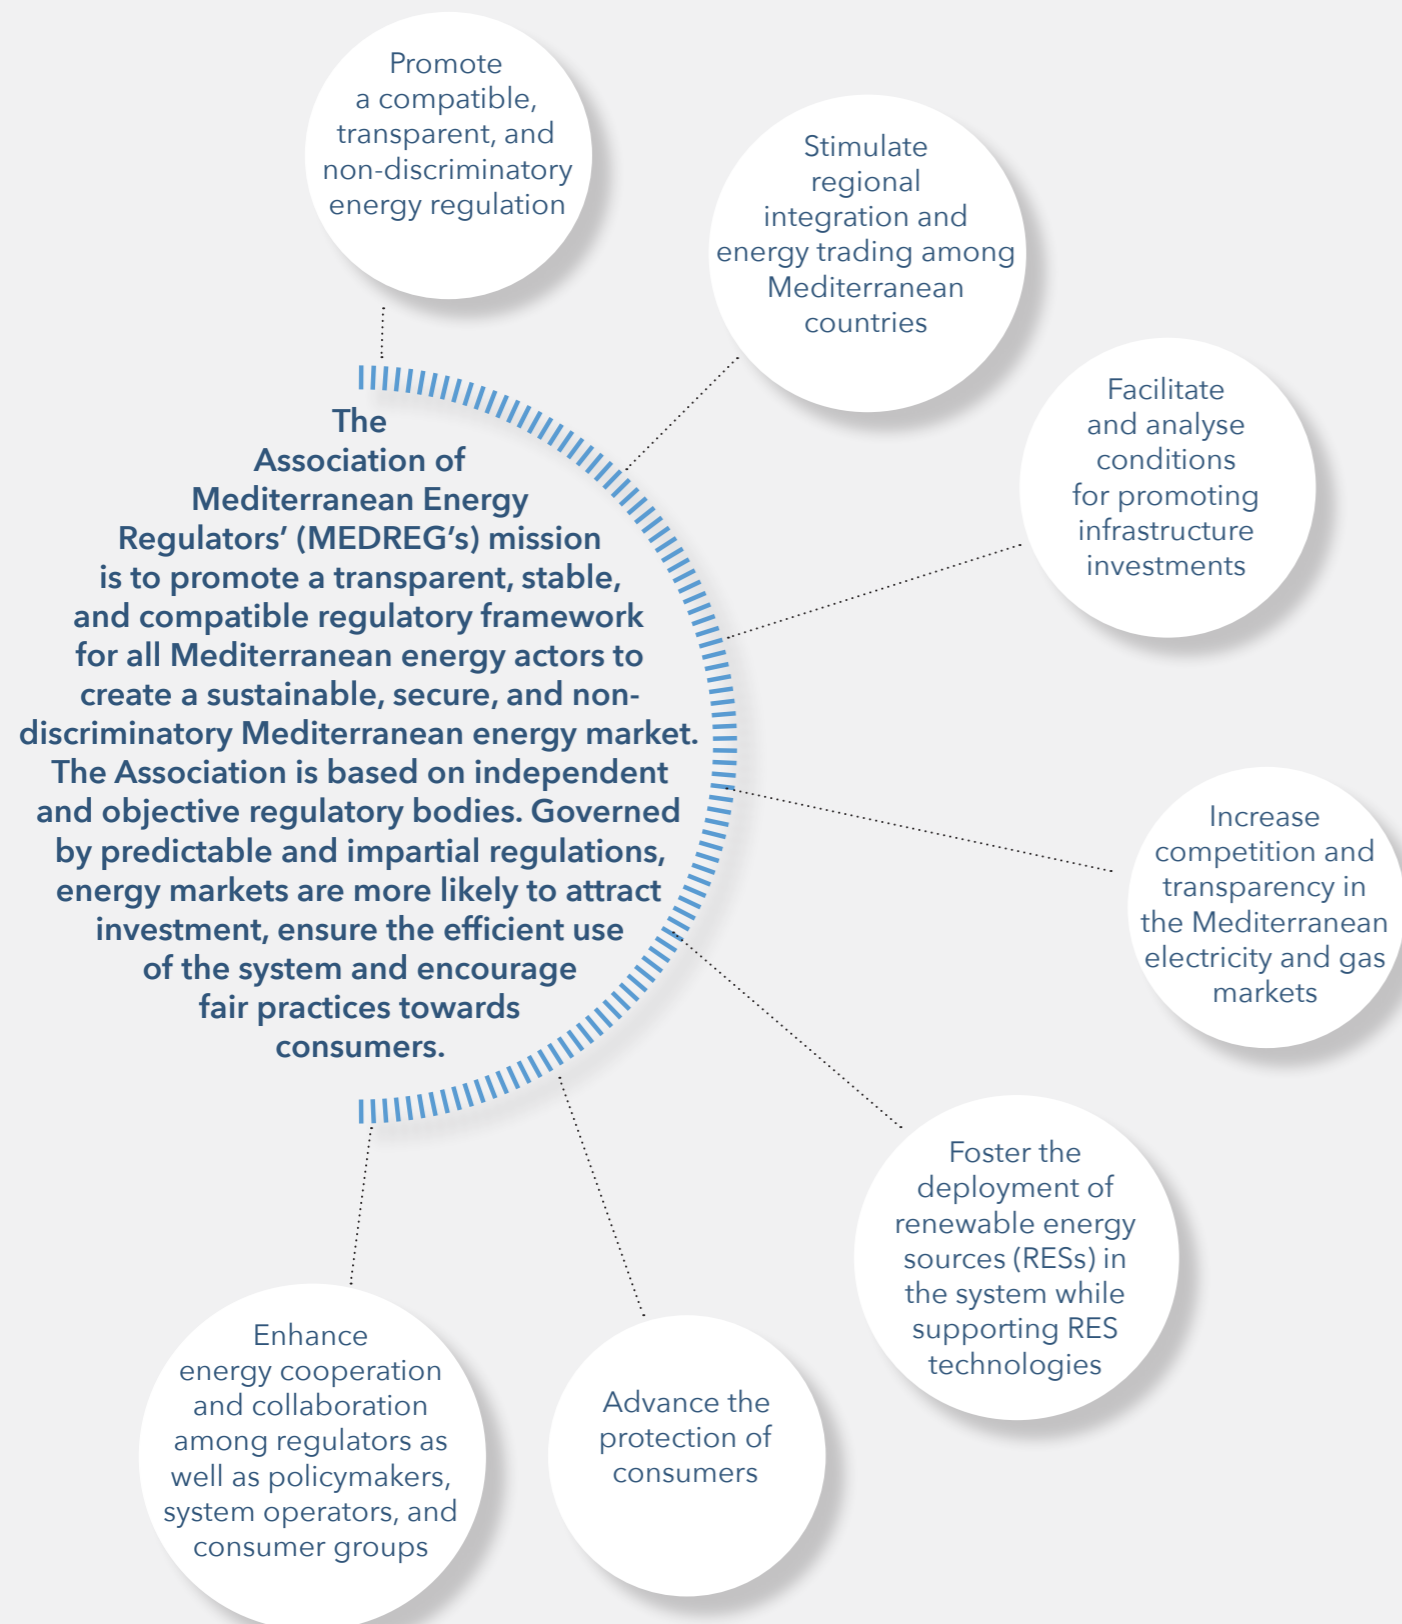 Promote
a compatible,
transparent, and
non-discriminatory
energy regulation
Stimulate
regional
integration and
energy trading among
Mediterranean
countries
Facilitate
and analyse
conditions
for promoting
infrastructure
investments
The
Association of
Mediterranean Energy
Regulators’ (MEDREG’s) mission
is to promote a transparent, stable,
and compatible regulatory framework
for all Mediterranean energy actors to
create a sustainable, secure, and non-
discriminatory Mediterranean energy market.
The Association is based on independent
and objective regulatory bodies. Governed
by predictable and impartial regulations,
energy markets are more likely to attract
investment, ensure the efficient use
of the system and encourage
fair practices towards
consumers.
Increase
competition and
transparency in
the Mediterranean
electricity and gas
markets
Foster the
deployment of
renewable energy
sources (RESs) in
the system while
supporting RES
technologies
Advance the
protection of
consumers
Enhance
energy cooperation
and collaboration
among regulators as
well as policymakers,
system operators, and
consumer groups